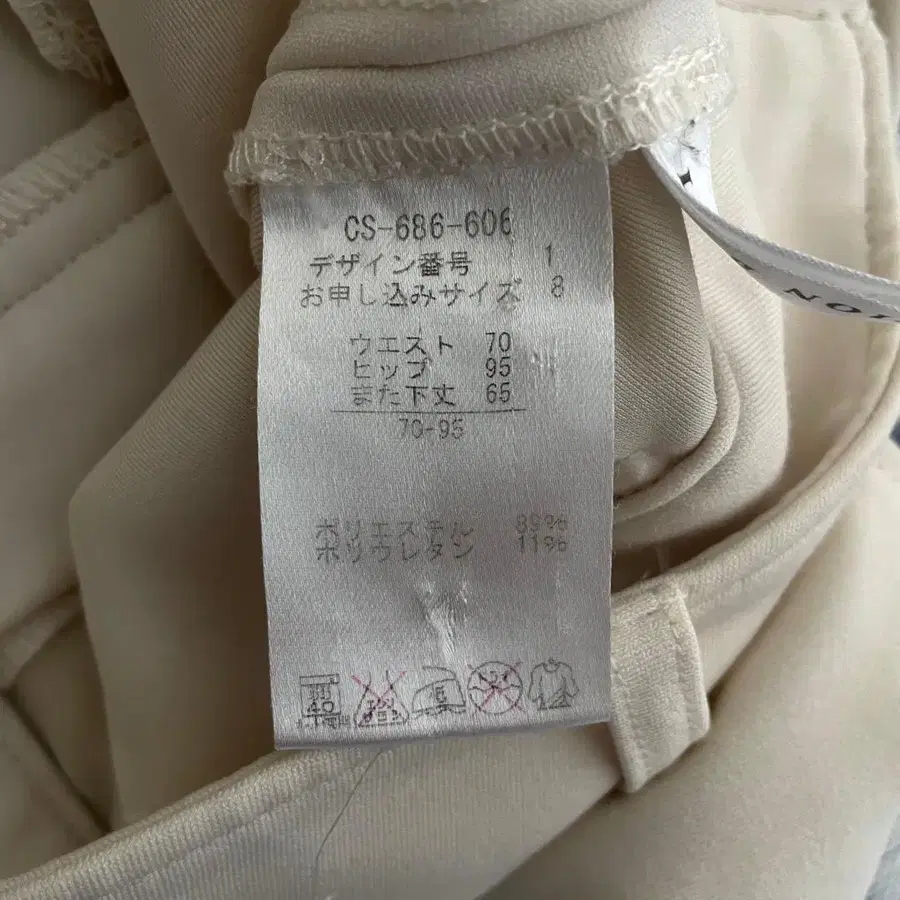 CS-686-606
デザイン番号 1
お申し込みサイズ 8
ウエスト 70
ヒップ 95
また下丈 65
70-95
ポリエステル 89%
ポリウレタン 11%
40